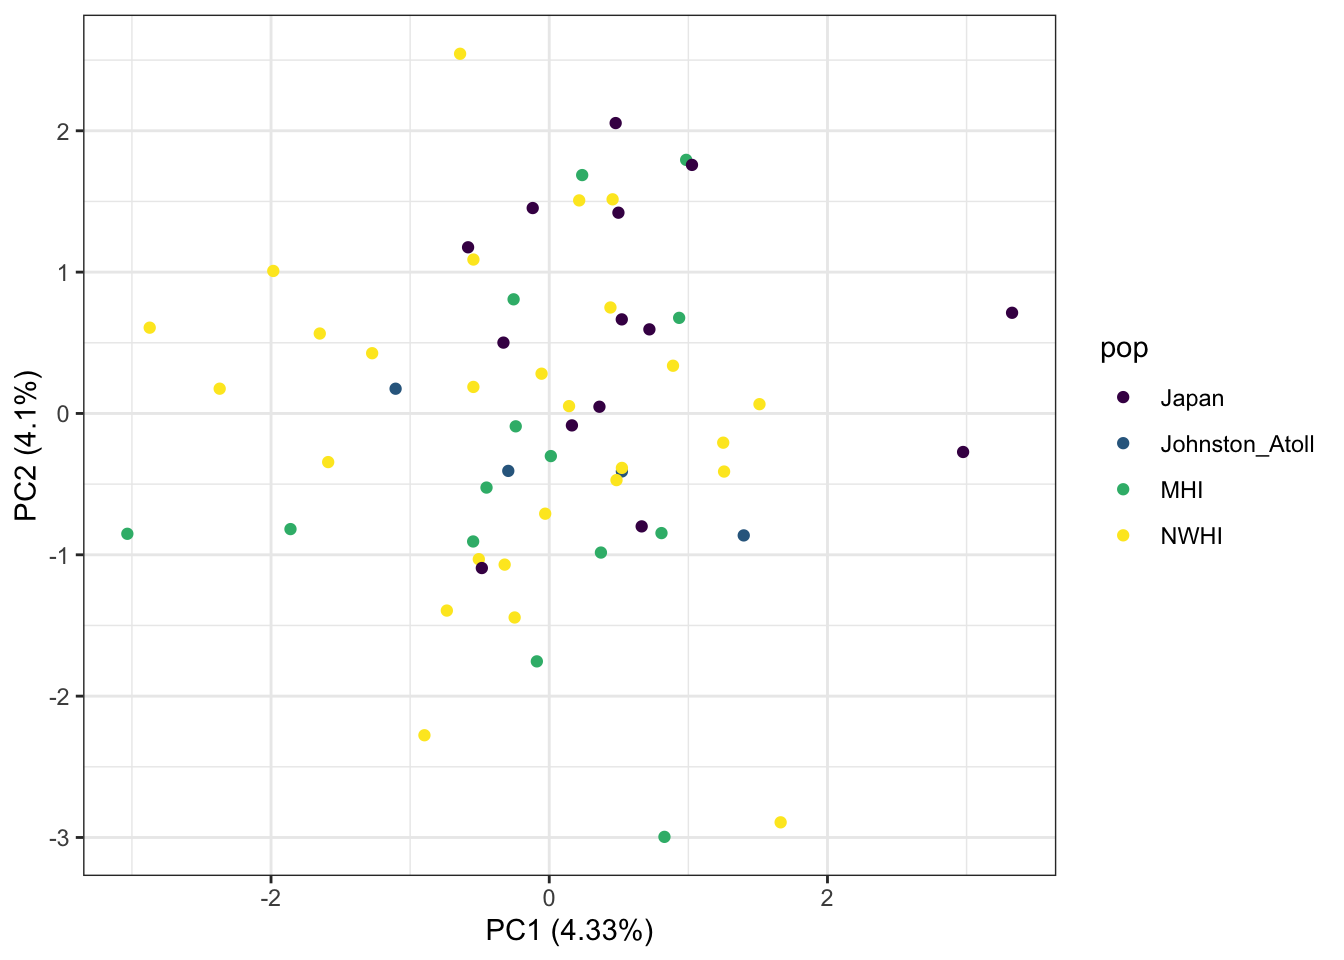 2
1
0
-1
-2
-3
-2
0
2
PC1 (4.33%)
PC2 (4.1%)
pop
Japan
Johnston_Atoll
MHI
NWHI